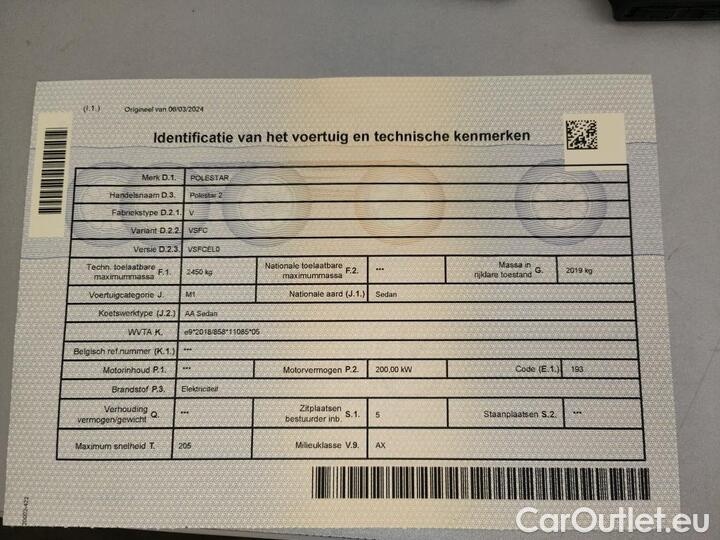 (I.1.) Origineel van 06/03/2024
Identificatie van het voertuig en technische kenmerken
Merk D.1. POLESTAR
Handelsnaam D.3. Polestar 2
Fabriekstype D.2.1. V
Variant D.2.2. VSFC
Versie D.2.3. VSFCEL0
Techn. toelaatbare maximummassa F.1. 2450 kg Nationale toelaatbare maximummassa F.2. *** Massa in rijklare toestand G. 2019 kg
Voertuigcategorie J. M1 Nationale aard (J.1.) Sedan
Koetswerktype (J.2.) AA Sedan
WVTA K. e9*2018/858*11085*05
Belgisch ref.nummer (K.1.) ***
Motorinhoud P.1. *** Motorvermogen P.2. 200,00 kW Code (E.1.) 193
Brandstof P.3. Elektriciteit
Verhouding vermogen/gewicht Q. *** Zitplaatsen bestuurder inb. S.1. 5 Staanplaatsen S.2. ***
Maximum snelheid T. 205 Milieuklasse V.9. AX
CarOutlet.eu